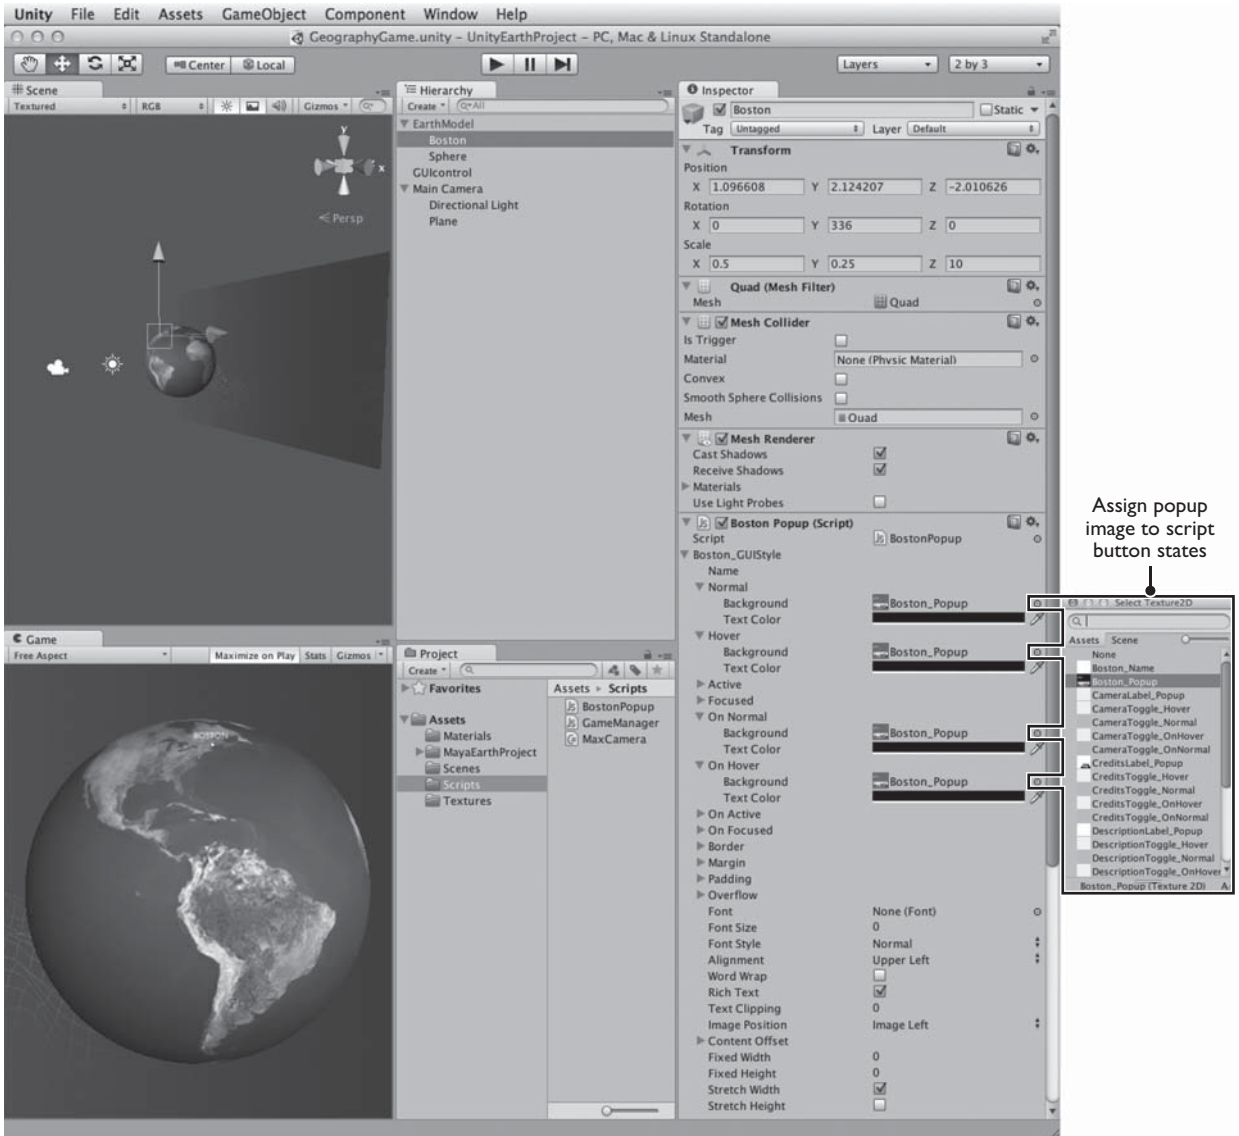 Unity File Edit Assets GameObject Component Window Help
GeographyGame.unity – UnityEarthProject – PC, Mac & Linux Standalone
Center Local
Layers 2 by 3
Scene
Textured RGB Gizmos
y
x
Persp
Game
Free Aspect Maximize on Play Stats Gizmos
BOSTON
Hierarchy
Create All
EarthModel
Boston
Sphere
GUIcontrol
Main Camera
Directional Light
Plane
Project
Create
Favorites
Assets
Materials
MayaEarthProject
Scenes
Scripts
Textures
Assets Scripts
BostonPopup
GameManager
MaxCamera
Inspector
Boston Static
Tag Untagged Layer Default
Transform
Position
X 1.096608 Y 2.124207 Z -2.010626
Rotation
X 0 Y 336 Z 0
Scale
X 0.5 Y 0.25 Z 10
Quad (Mesh Filter)
Mesh Quad
Mesh Collider
Is Trigger
Material None (Physic Material)
Convex
Smooth Sphere Collisions
Mesh Quad
Mesh Renderer
Cast Shadows
Receive Shadows
Materials
Use Light Probes
Boston Popup (Script)
Script BostonPopup
Boston_GUIStyle
Name
Normal
Background Boston_Popup
Text Color
Hover
Background Boston_Popup
Text Color
Active
Focused
On Normal
Background Boston_Popup
Text Color
On Hover
Background Boston_Popup
Text Color
On Active
On Focused
Border
Margin
Padding
Overflow
Font None (Font)
Font Size 0
Font Style Normal
Alignment Upper Left
Word Wrap
Rich Text
Text Clipping 0
Image Position Image Left
Content Offset
Fixed Width 0
Fixed Height 0
Stretch Width
Stretch Height
Assign popup
image to script
button states
Select Texture2D
Assets Scene
None
Boston_Name
Boston_Popup
CameraLabel_Popup
CameraToggle_Hover
CameraToggle_Normal
CameraToggle_OnHover
CameraToggle_OnNormal
CreditsLabel_Popup
CreditsToggle_Hover
CreditsToggle_Normal
CreditsToggle_OnHover
CreditsToggle_OnNormal
DescriptionLabel_Popup
DescriptionToggle_Hover
DescriptionToggle_Normal
DescriptionToggle_OnHover
Boston_Popup (Texture 2D) A